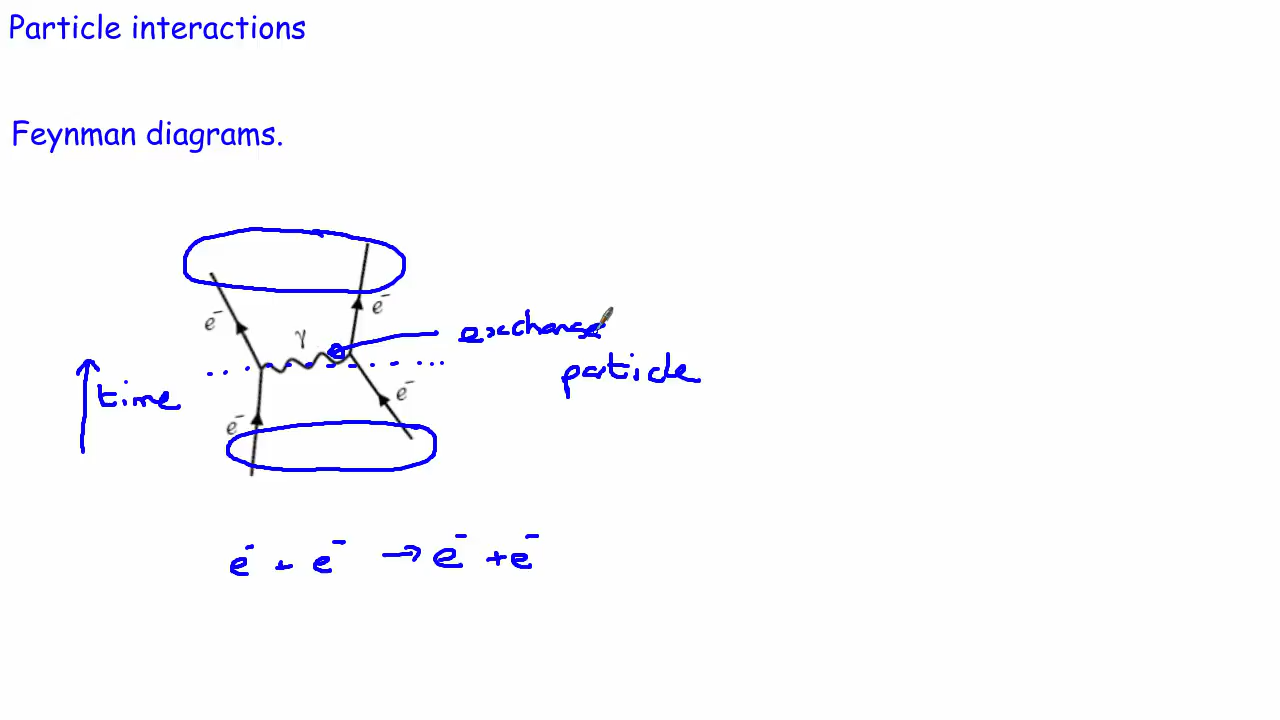 Particle interactions
Feynman diagrams.
e⁻ e⁻
γ
exchange
particle
time
e⁻ e⁻
e⁻ + e⁻ → e⁻ + e⁻